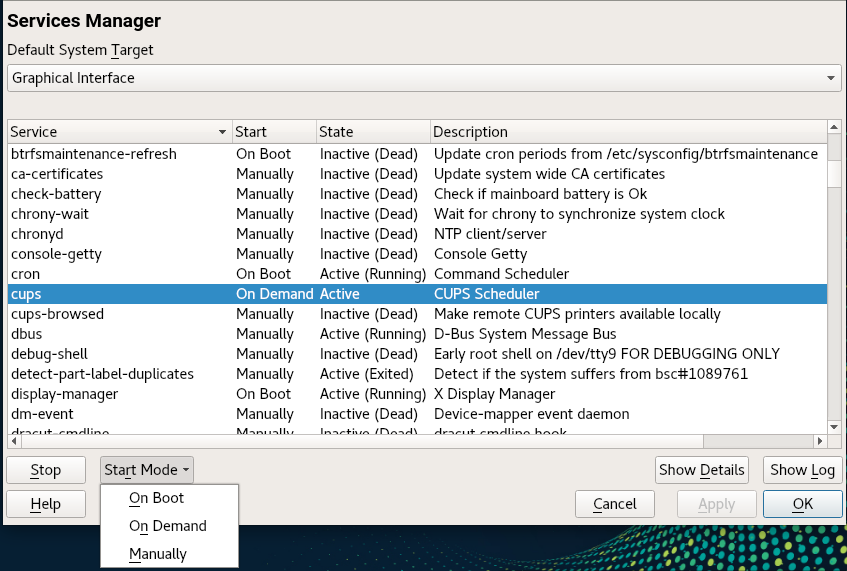 Services Manager
Default System Target
Graphical Interface
Service Start State Description
btrfsmaintenance-refresh On Boot Inactive (Dead) Update cron periods from /etc/sysconfig/btrfsmaintenance
ca-certificates Manually Inactive (Dead) Update system wide CA certificates
check-battery Manually Inactive (Dead) Check if mainboard battery is Ok
chrony-wait Manually Inactive (Dead) Wait for chrony to synchronize system clock
chronyd Manually Inactive (Dead) NTP client/server
console-getty Manually Inactive (Dead) Console Getty
cron On Boot Active (Running) Command Scheduler
cups On Demand Active CUPS Scheduler
cups-browsed Manually Inactive (Dead) Make remote CUPS printers available locally
dbus Manually Active (Running) D-Bus System Message Bus
debug-shell Manually Inactive (Dead) Early root shell on /dev/tty9 FOR DEBUGGING ONLY
detect-part-label-duplicates Manually Active (Exited) Detect if the system suffers from bsc#1089761
display-manager On Boot Active (Running) X Display Manager
dm-event Manually Inactive (Dead) Device-mapper event daemon
dracut-cmdline Manually Inactive (Dead) dracut cmdline hook
Stop Start Mode Show Details Show Log
Help Cancel Apply OK
On Boot
On Demand
Manually